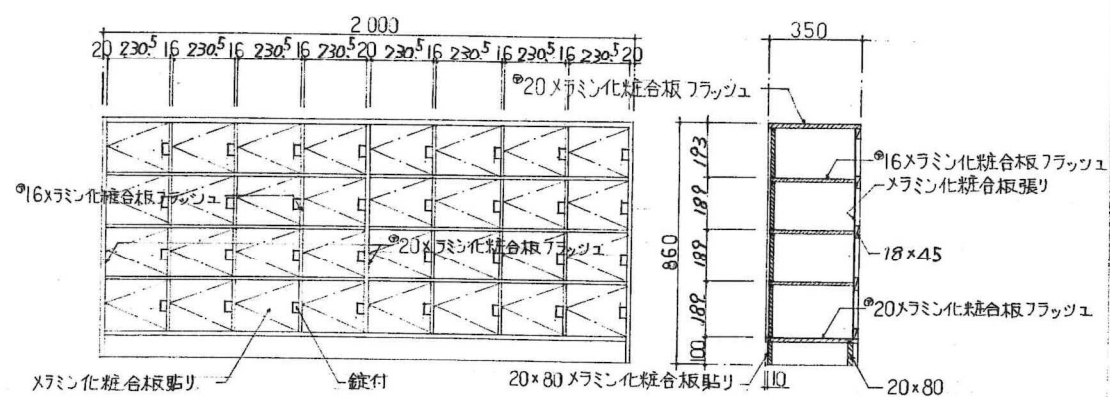 2 000
20 230.5 16 230.5 16 230.5 16 230.5 20 230.5 16 230.5 16 230.5 16 230.5 20
350
㋐20 メラミン化粧合板 フラッシュ
193
㋐16メラミン化粧合板フラッシュ
メラミン化粧合板張り
㋐16メラミン化粧合板フラッシュ
189
㋐20メラミン化粧合板フラッシュ
860
189
18×45
189
㋐20メラミン化粧合板フラッシュ
100
メラミン化粧合板貼り
錠付
20×80 メラミン化粧合板貼り
10
20×80